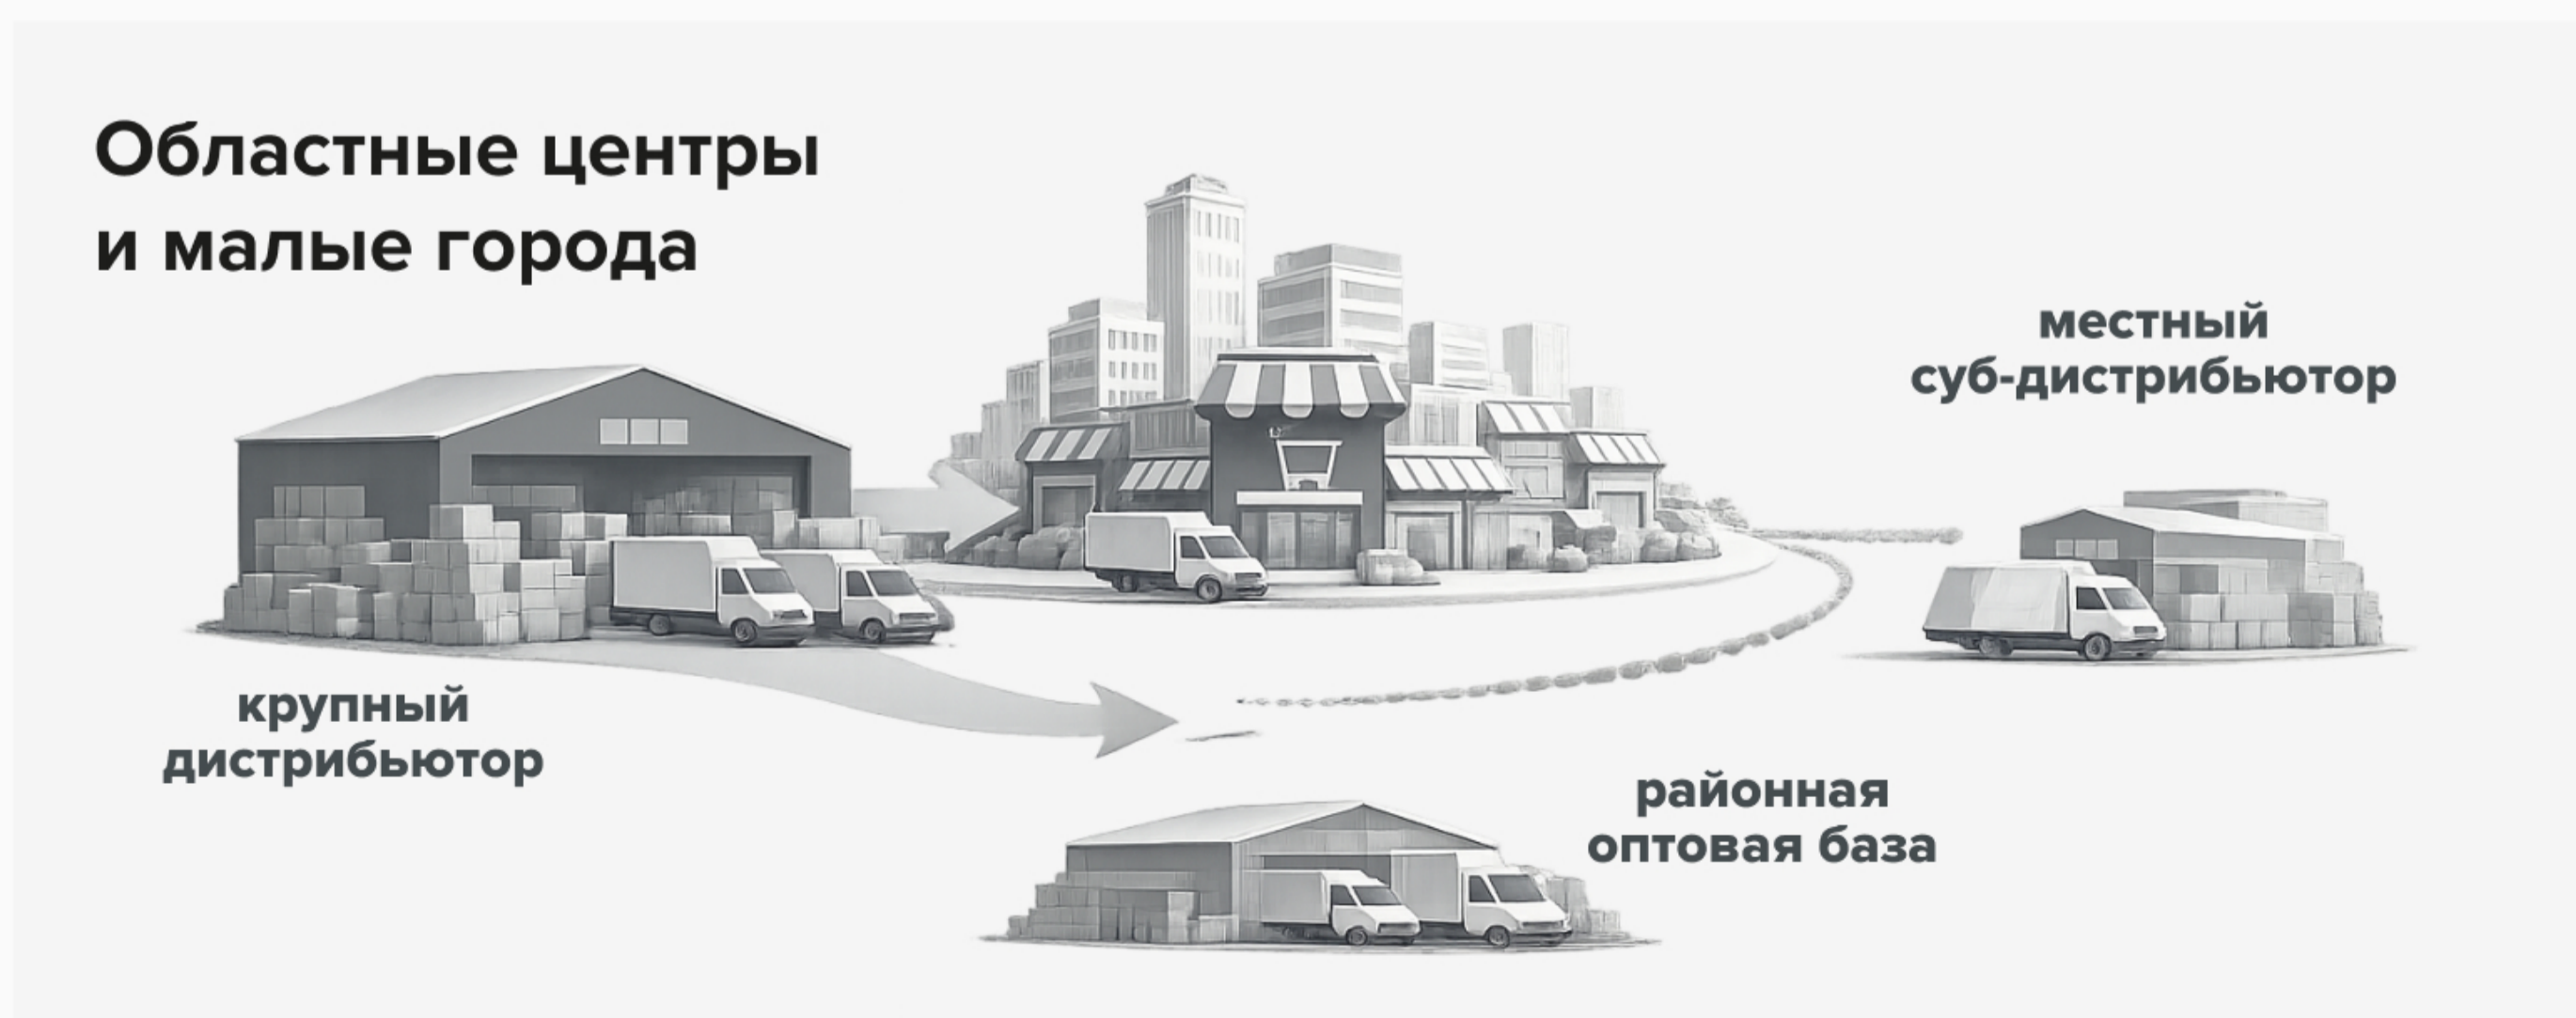 Областные центры
и малые города
местный
суб-дистрибьютор
крупный
дистрибьютор
районная
оптовая база